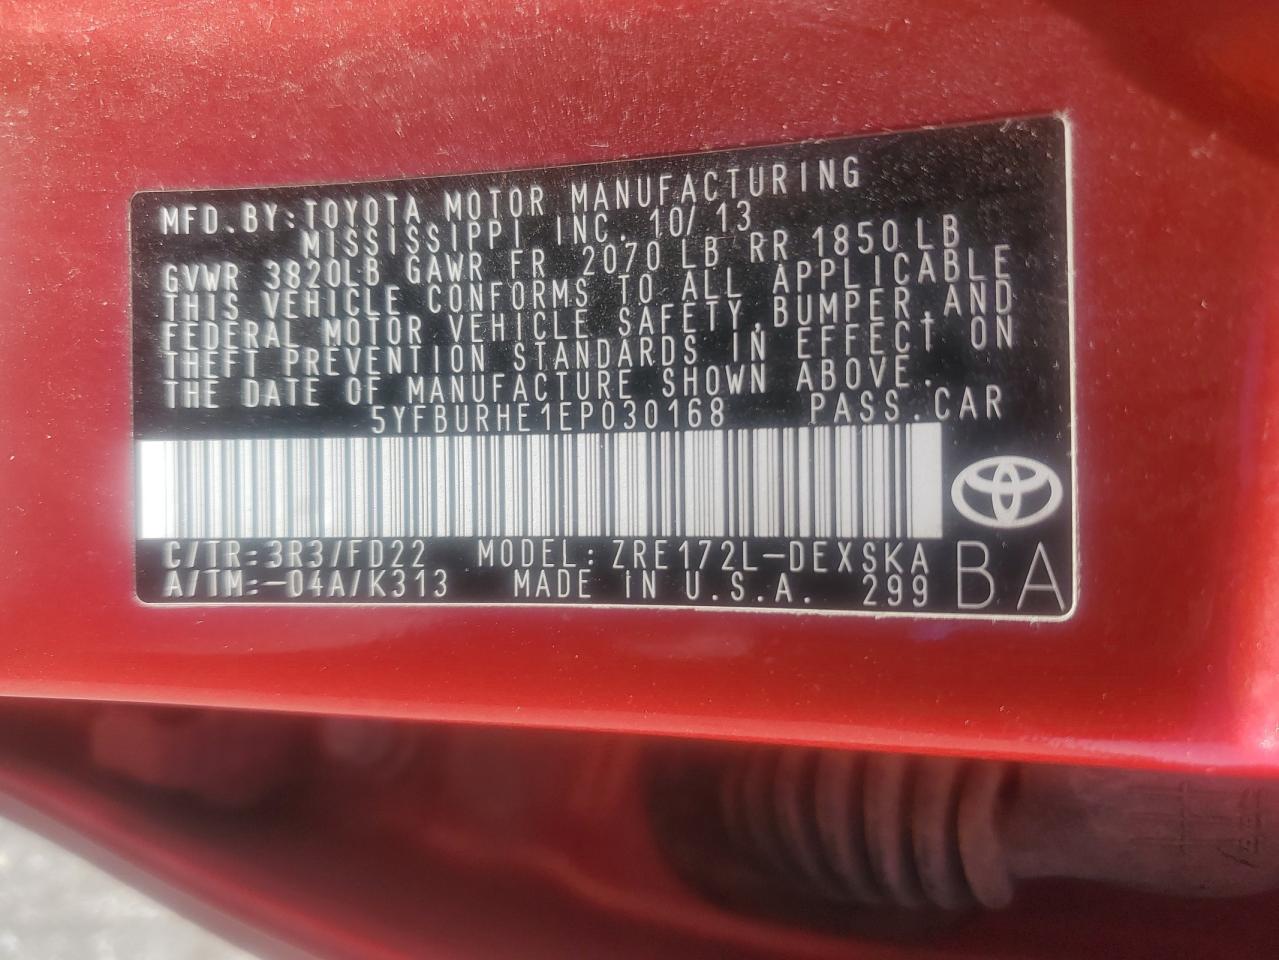 MFD.BY:TOYOTA MOTOR MANUFACTURING
MISSISSIPPI, INC. 10/13
GVWR 3820LB GAWR FR 2070 LB RR 1850 LB
THIS VEHICLE CONFORMS TO ALL APPLICABLE
FEDERAL MOTOR VEHICLE SAFETY,BUMPER,AND
THEFT PREVENTION STANDARDS IN EFFECT ON
THE DATE OF MANUFACTURE SHOWN ABOVE.
5YFBURHE1EP030168 PASS.CAR
C/TR:3R3/FD22 MODEL:ZRE172L-DEXSKA
A/TM:-04A/K313 MADE IN U.S.A. 299
BA